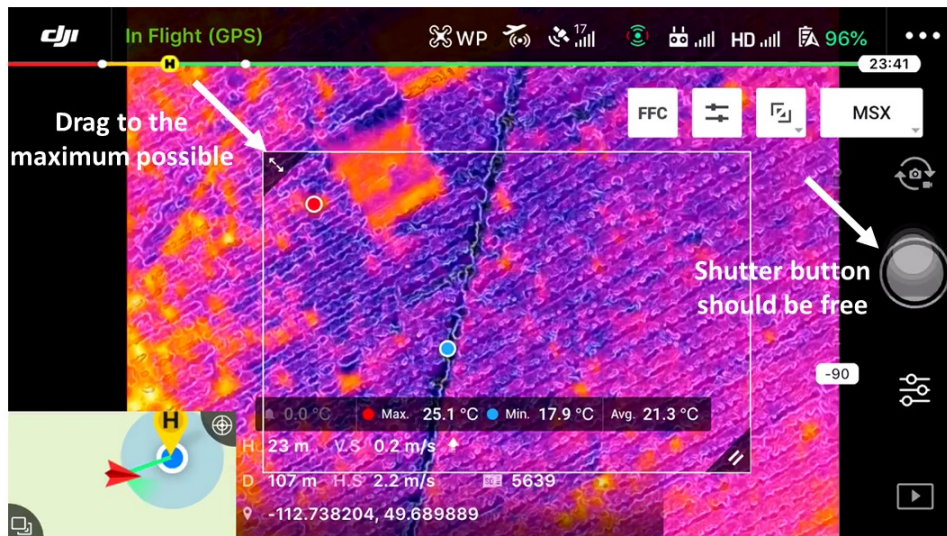 dji In Flight (GPS) WP 17 HD 96%
H 23:41
FFC MSX
Drag to the
maximum possible
Shutter button
should be free
-90
0.0 °C Max. 25.1 °C Min. 17.9 °C Avg. 21.3 °C
H
H 23 m V.S 0.2 m/s
D 107 m H.S 2.2 m/s 5639
-112.738204, 49.689889